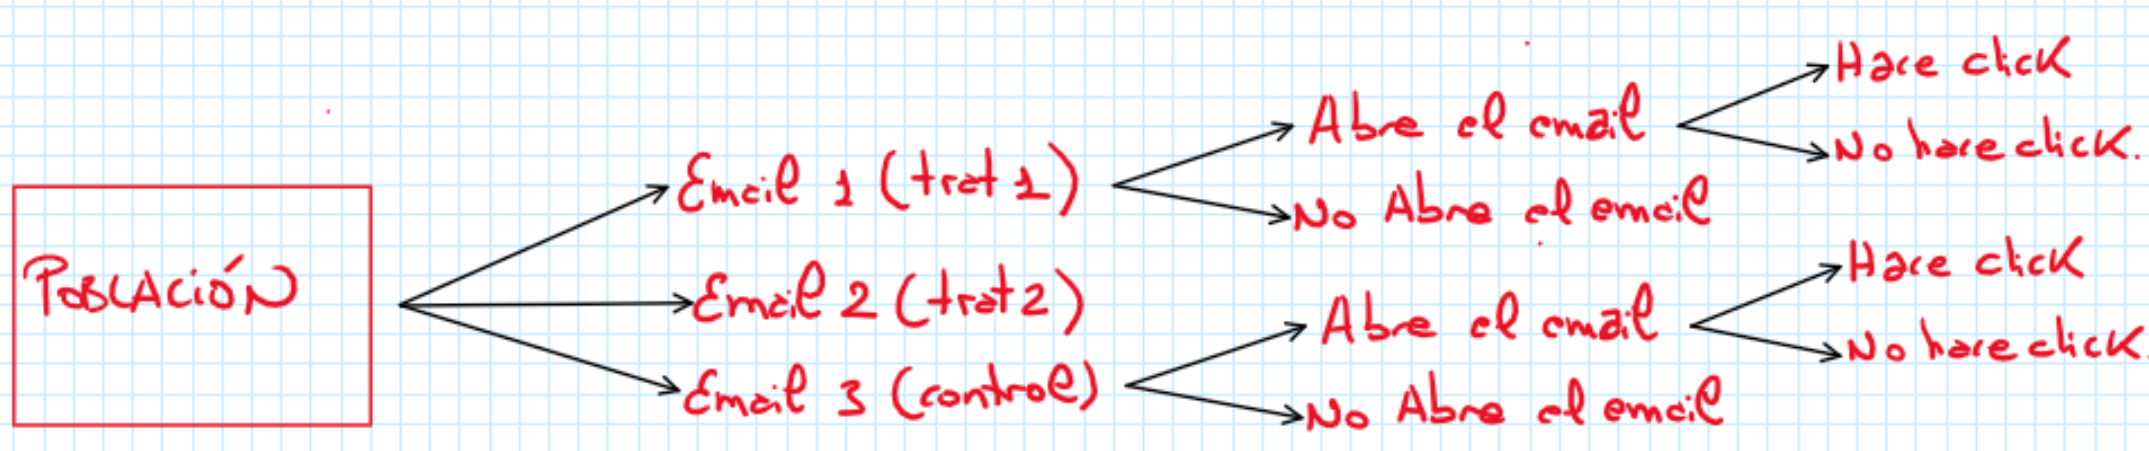 POBLACIÓN
Email 1 (trat 1)
Email 2 (trat 2)
Email 3 (control)
Abre el email
No Abre el email
Hace click
No hace click.
Abre el email
No Abre el email
Hace click
No hace click.